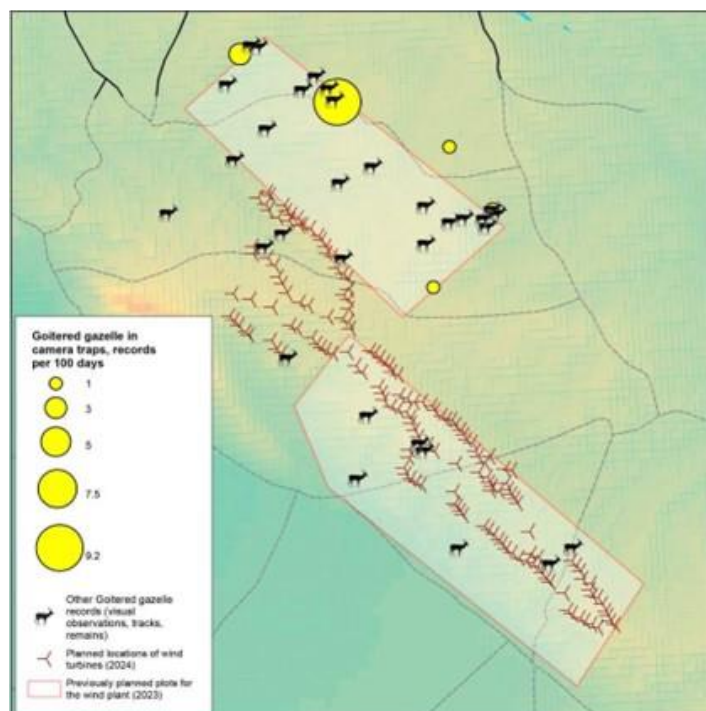 Goitered gazelle in
camera traps, records
per 100 days
1
3
5
7.5
9.2
Other Goitered gazelle
records (visual
observations, tracks,
remains)
Planned locations of wind
turbines (2024)
Previously planned plots for
the wind plant (2023)